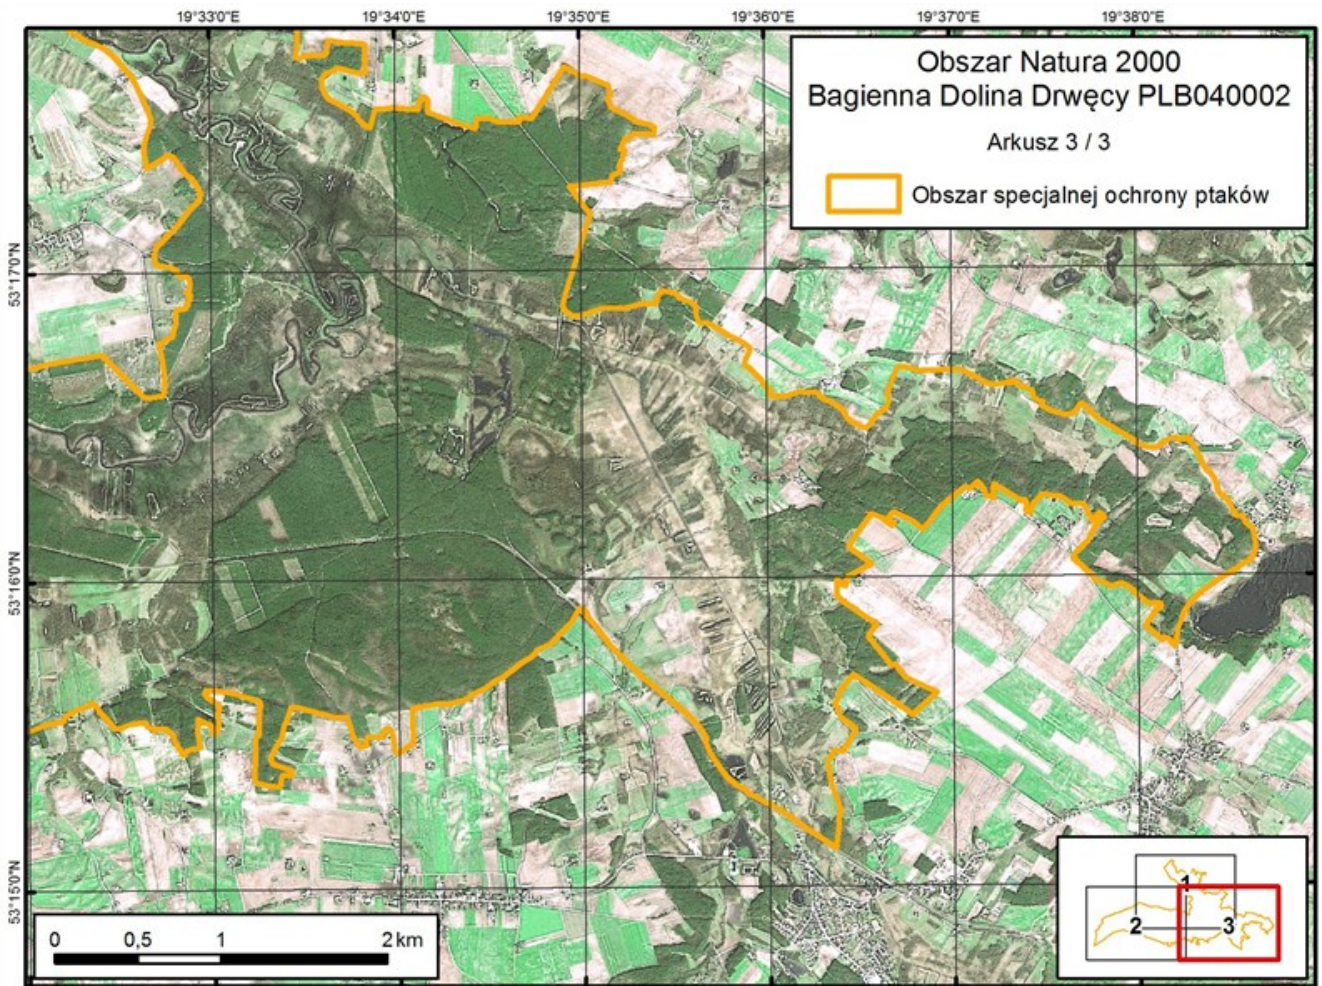 19°33'0"E
19°34'0"E
19°35'0"E
19°36'0"E
19°37'0"E
19°38'0"E
Obszar Natura 2000
Bagienna Dolina Drwęcy PLB040002
Arkusz 3 / 3
Obszar specjalnej ochrony ptaków
53°17'0"N
53°16'0"N
53°15'0"N
0 0,5 1 2 km
1
2 3